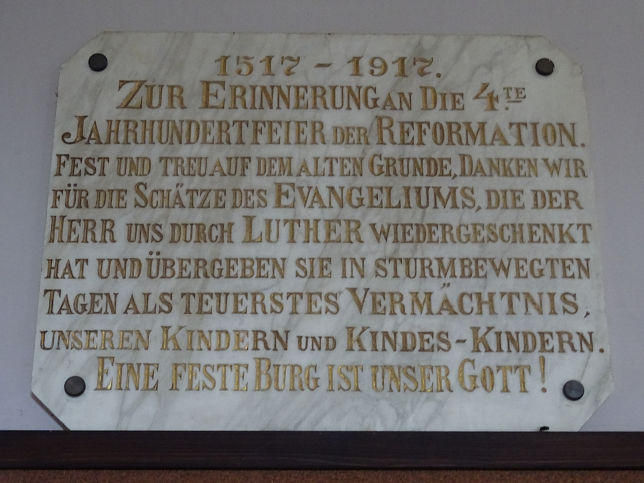 1517 - 1917.
ZUR ERINNERUNG AN DIE 4.TE
JAHRHUNDERTFEIER DER REFORMATION.
FEST UND TREU AUF DEM ALTEN GRUNDE, DANKEN WIR
FÜR DIE SCHÄTZE DES EVANGELIUMS, DIE DER
HERR UNS DURCH LUTHER WIEDERGESCHENKT
HAT UND ÜBERGEBEN SIE IN STURMBEWEGTEN
TAGEN ALS TEUERSTES VERMÄCHTNIS,
UNSEREN KINDERN UND KINDES-KINDERN.
EINE FESTE BURG IST UNSER GOTT!